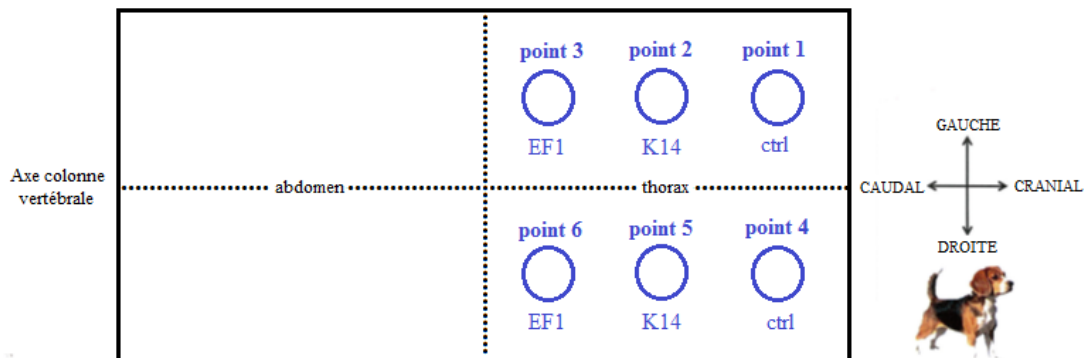 point 3 point 2 point 1
EF1 K14 ctrl
GAUCHE
Axe colonne
vertébrale
abdomen thorax
CAUDAL CRANIAL
point 6 point 5 point 4
DROITE
EF1 K14 ctrl